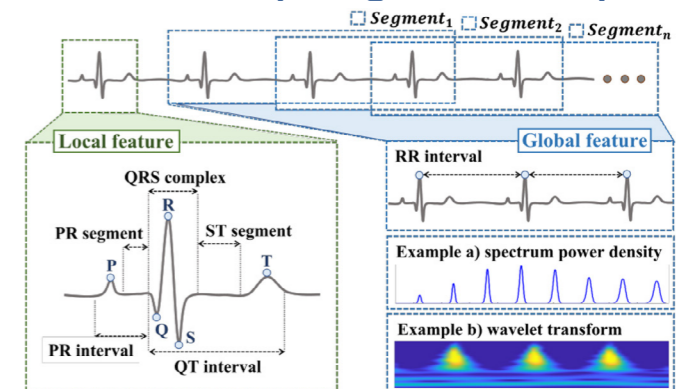 Segment₁ Segment₂ Segmentₙ
Local feature
Global feature
QRS complex
R
PR segment
ST segment
P
T
Q
S
PR interval
QT interval
RR interval
Example a) spectrum power density
Example b) wavelet transform